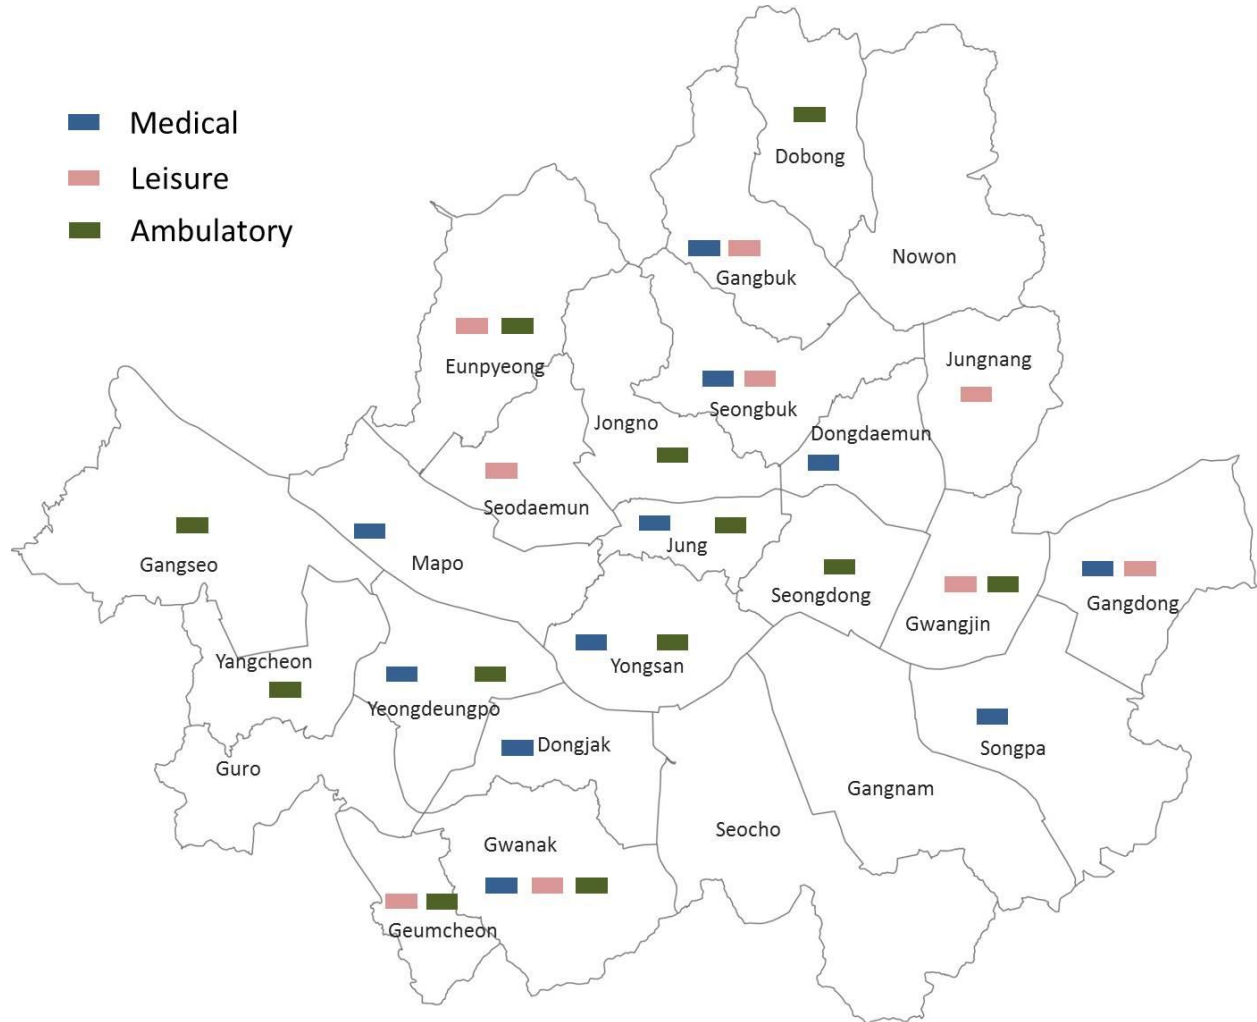 Medical
Leisure
Ambulatory
Dobong
Nowon
Gangbuk
Eunpyeong
Jungnang
Seongbuk
Jongno
Dongdaemun
Seodaemun
Jung
Mapo
Gangseo
Seongdong
Gwangjin
Gangdong
Yangcheon
Yongsan
Yeongdeungpo
Dongjak
Songpa
Guro
Gangnam
Seocho
Gwanak
Geumcheon